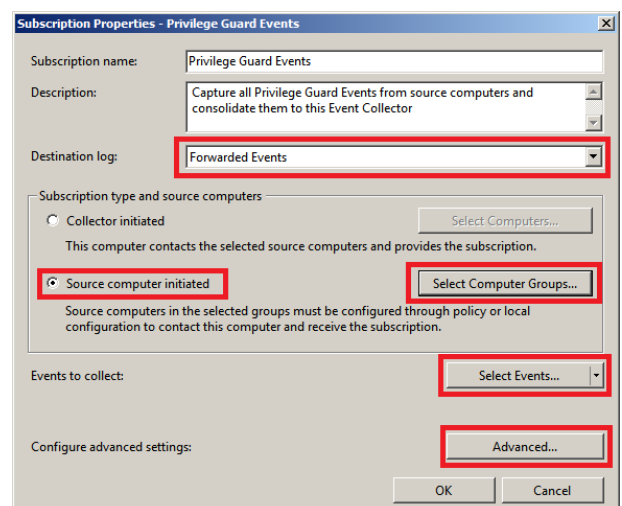 Subscription Properties - Privilege Guard Events
Subscription name:
Privilege Guard Events
Description:
Capture all Privilege Guard Events from source computers and
consolidate them to this Event Collector
Destination log:
Forwarded Events
Subscription type and source computers
Collector initiated
Select Computers...
This computer contacts the selected source computers and provides the subscription.
Source computer initiated
Select Computer Groups...
Source computers in the selected groups must be configured through policy or local
configuration to contact this computer and receive the subscription.
Events to collect:
Select Events...
Configure advanced settings:
Advanced...
OK
Cancel